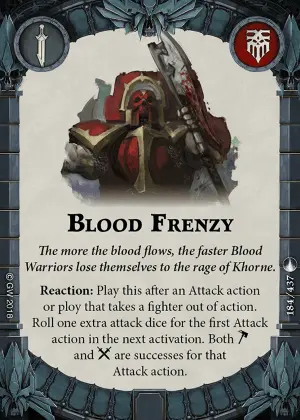 BLOOD FRENZY
The more the blood flows, the faster Blood
Warriors lose themselves to the rage of Khorne.
Reaction: Play this after an Attack action
or ploy that takes a fighter out of action.
Roll one extra attack dice for the first Attack
action in the next activation. Both
and are successes for that
Attack action.
© GW 2018
184/437